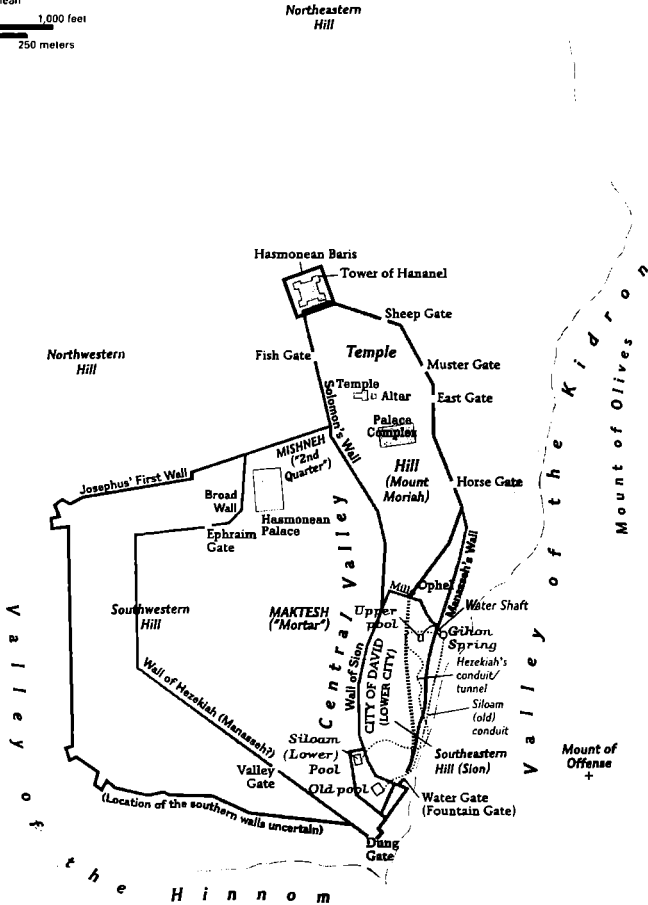 1,000 feet
250 meters
Northeastern
Hill
Hasmonean Baris
Tower of Hananel
Sheep Gate
Northwestern
Hill
Fish Gate
Temple
Muster Gate
Temple
Altar
East Gate
Solomon's Wall
Palace
Complex
MISHNEH
("2nd
Quarter")
Hill
(Mount
Moriah)
Horse Gate
Josephus' First Wall
Broad
Wall
Hasmonean
Palace
Ephraim
Gate
Central Valley
Valley of the Kidron
Mount of Olives
Manasseh's Wall
Ophel
Water Shaft
Southwestern
Hill
MAKTESH
("Mortar")
Upper
pool
Gihon
Spring
Hezekiah's
conduit/
tunnel
Wall of Sion
CITY OF DAVID
(LOWER CITY)
Siloam
(old)
conduit
Wall of Hezekiah (Manasseh?)
Siloam
(Lower)
Pool
Southeastern
Hill (Sion)
Mount of
Offense
Valley
Gate
Old pool
Water Gate
(Fountain Gate)
(Location of the southern walls uncertain)
Dung
Gate
Valley of the Hinnom